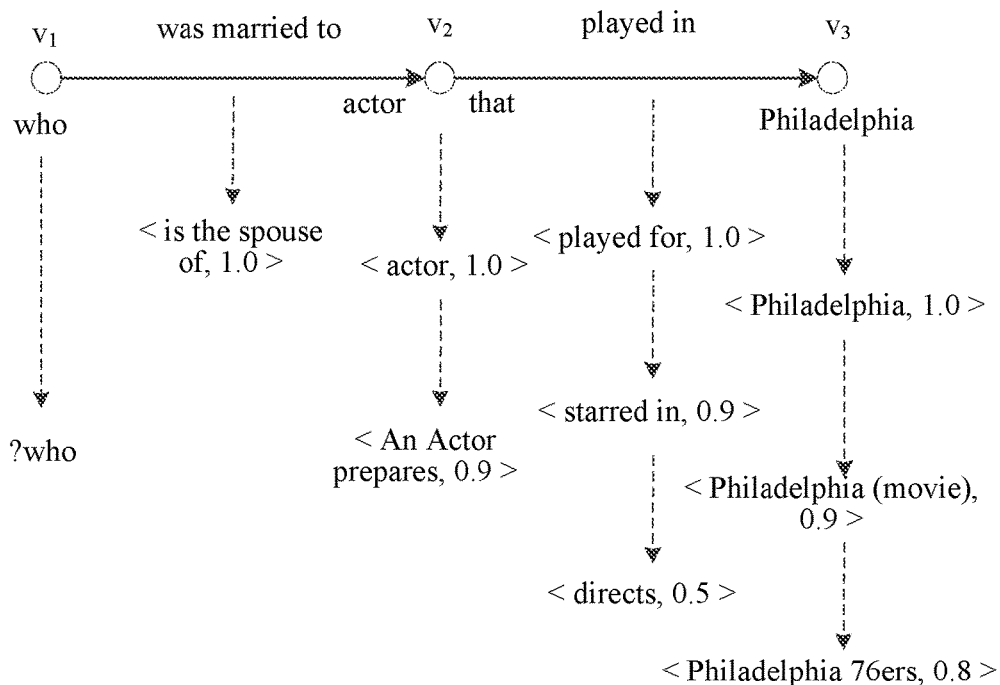 v1 was married to v2 played in v3
who actor that Philadelphia
< is the spouse
of, 1.0 >
< actor, 1.0 >
< played for, 1.0 >
< Philadelphia, 1.0 >
?who
< An Actor
prepares, 0.9 >
< starred in, 0.9 >
< Philadelphia (movie),
0.9 >
< directs, 0.5 >
< Philadelphia 76ers, 0.8 >